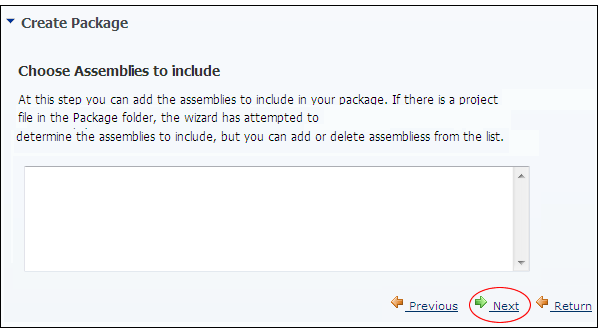 Create Package
Choose Assemblies to include
At this step you can add the assemblies to include in your package. If there is a project
file in the Package folder, the wizard has attempted to
determine the assemblies to include, but you can add or delete assembliess from the list.
Previous Next Return